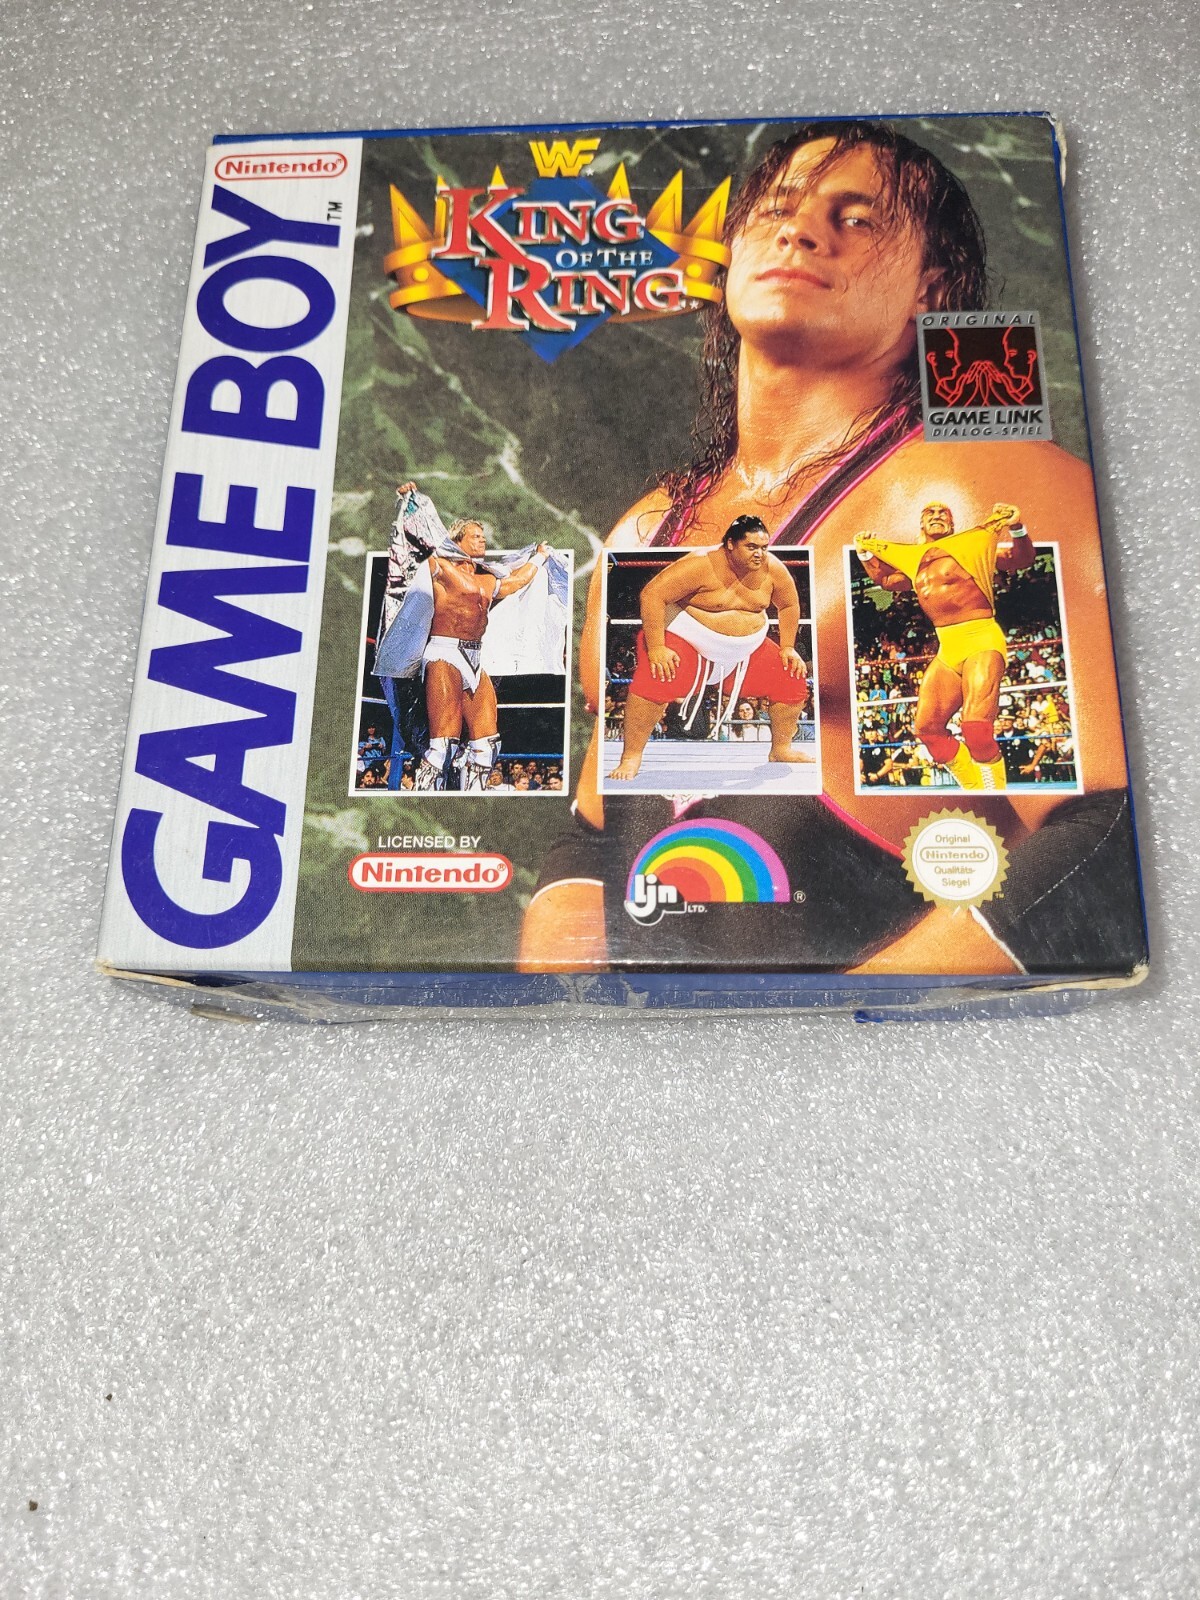 Nintendo®
GAME BOY™
WF
KING
OF THE
RING
ORIGINAL
GAME LINK
DIALOG-SPIEL
LICENSED BY
Nintendo®
ljn
LTD.
®
Original
Nintendo
Qualitäts-
Siegel
™